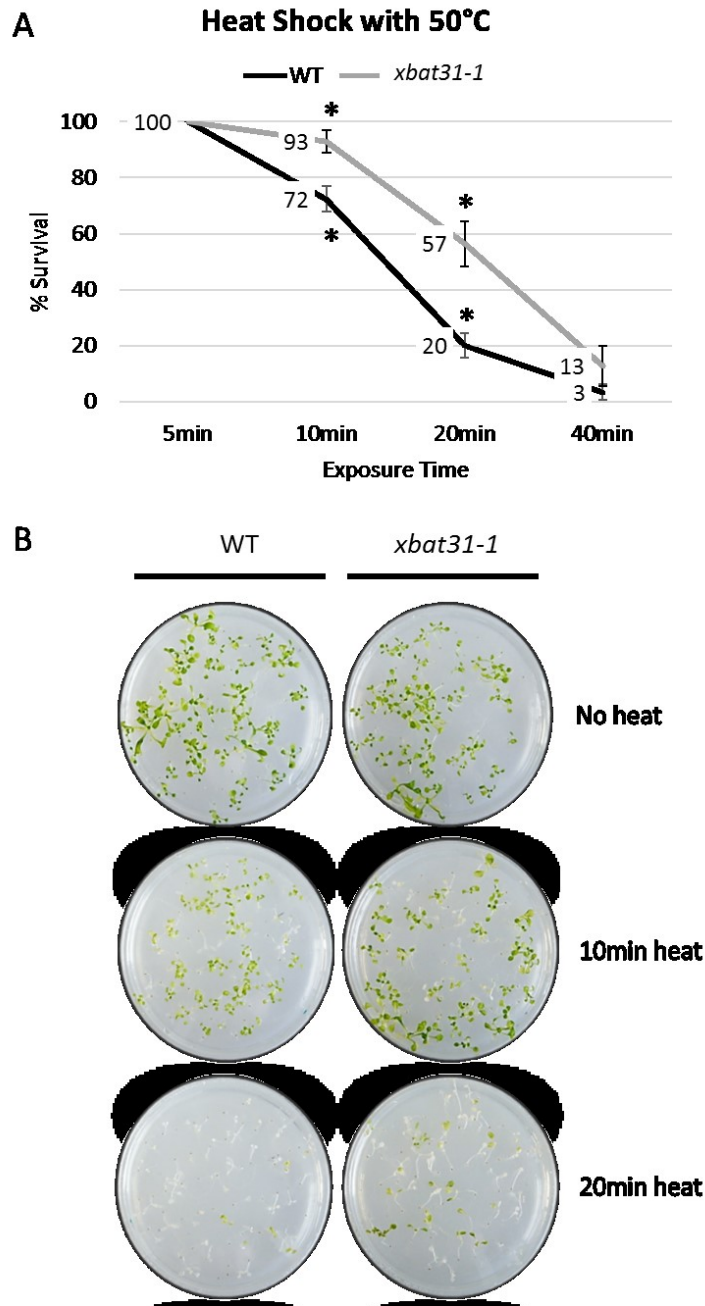 A
Heat Shock with 50°C
WT xbat31-1
100
80
60
40
20
0
% Survival
100
93
72
57
20
13
3
*
*
*
*
5min 10min 20min 40min
Exposure Time
B
WT xbat31-1
No heat
10min heat
20min heat